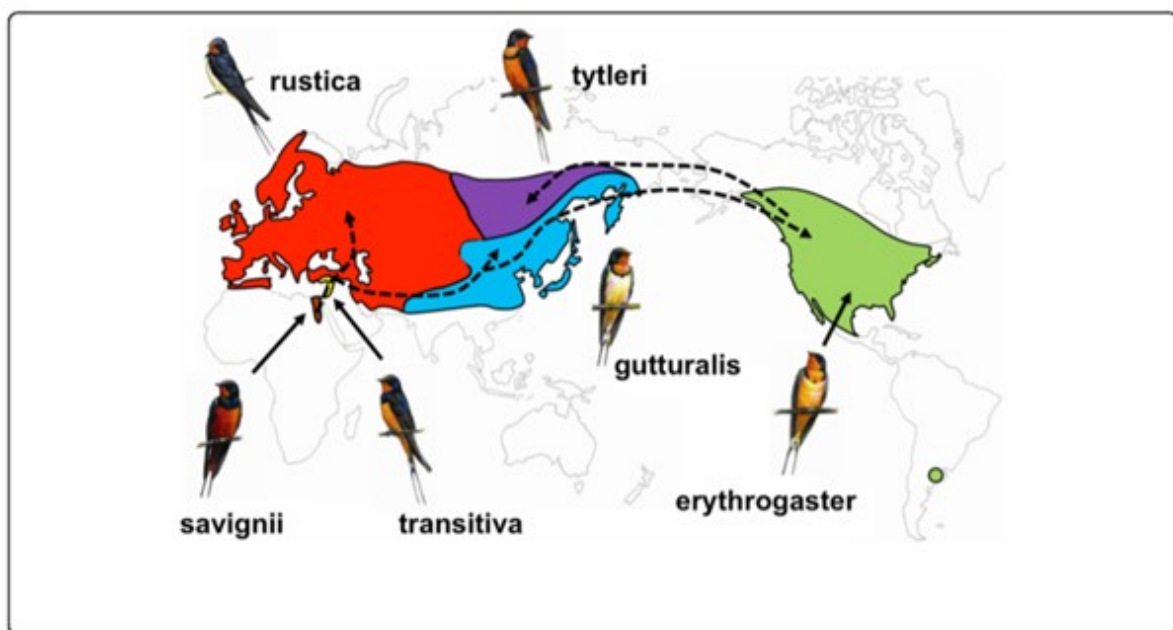 rustica
tytleri
gutturalis
erythrogaster
savignii
transitiva